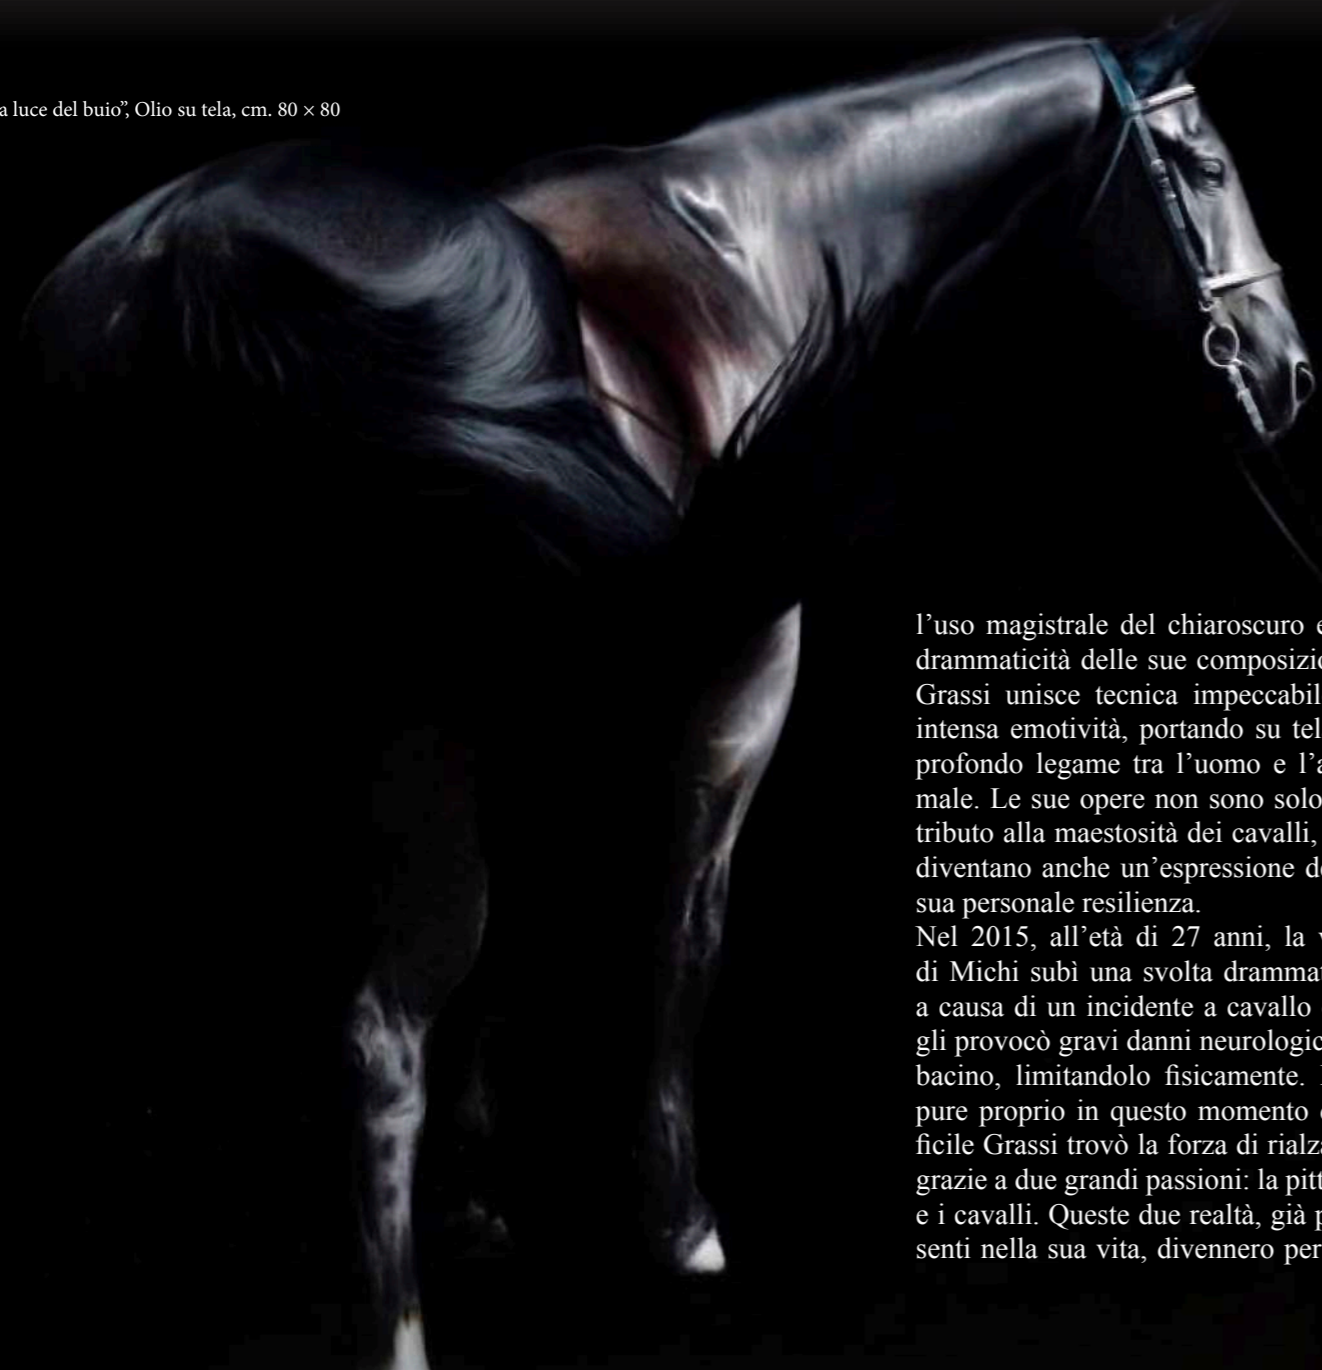 a luce del buio”, Olio su tela, cm. 80 × 80
l’uso magistrale del chiaroscuro e
drammaticità delle sue composizio
Grassi unisce tecnica impeccabil
intensa emotività, portando su tel
profondo legame tra l’uomo e l’a
male. Le sue opere non sono solo
tributo alla maestosità dei cavalli,
diventano anche un’espressione de
sua personale resilienza.
Nel 2015, all’età di 27 anni, la v
di Michi subì una svolta drammat
a causa di un incidente a cavallo
gli provocò gravi danni neurologic
bacino, limitandolo fisicamente.
pure proprio in questo momento
ficile Grassi trovò la forza di rialza
grazie a due grandi passioni: la pitt
e i cavalli. Queste due realtà, già p
senti nella sua vita, divennero per